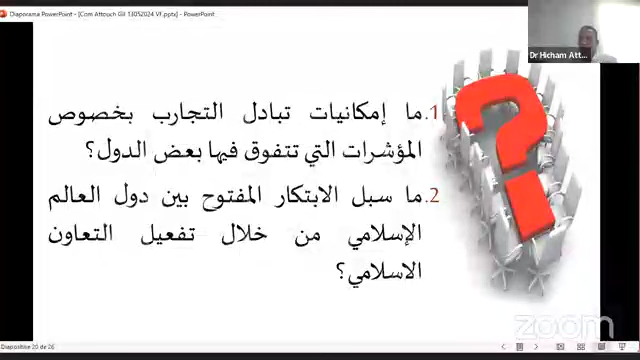 Diaporama PowerPoint - [Com Attouch GII 13052024 VF.pptx] - PowerPoint
Dr Hicham Att...
1. ما إمكانيات تبادل التجارب بخصوص
المؤشرات التي تتفوق فيها بعض الدول؟
2. ما سبل الابتكار المفتوح بين دول العالم
الإسلامي من خلال تفعيل التعاون
الاسلامي؟
zoom
Diapositive 20 de 26